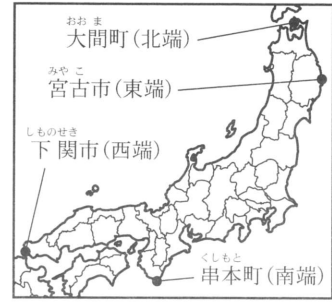 おおま
大間町(北端)
みやこ
宮古市(東端)
しものせき
下関市(西端)
くしもと
串本町(南端)